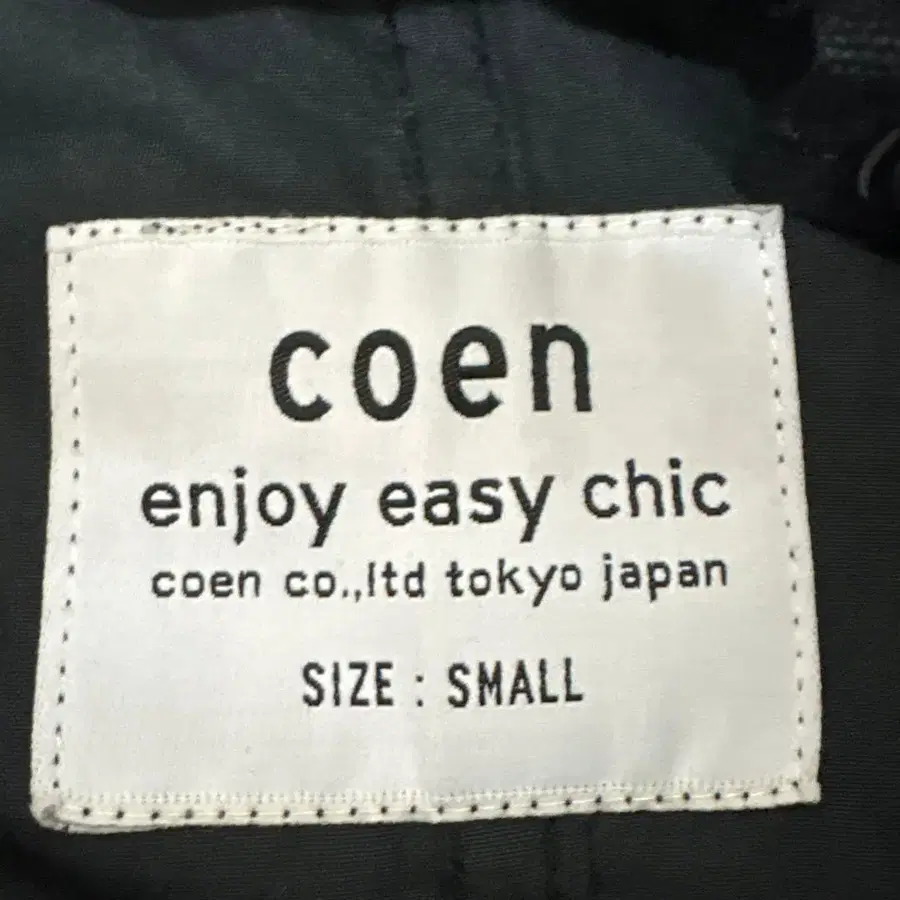 coen
enjoy easy chic
coen co.,ltd tokyo japan
SIZE : SMALL